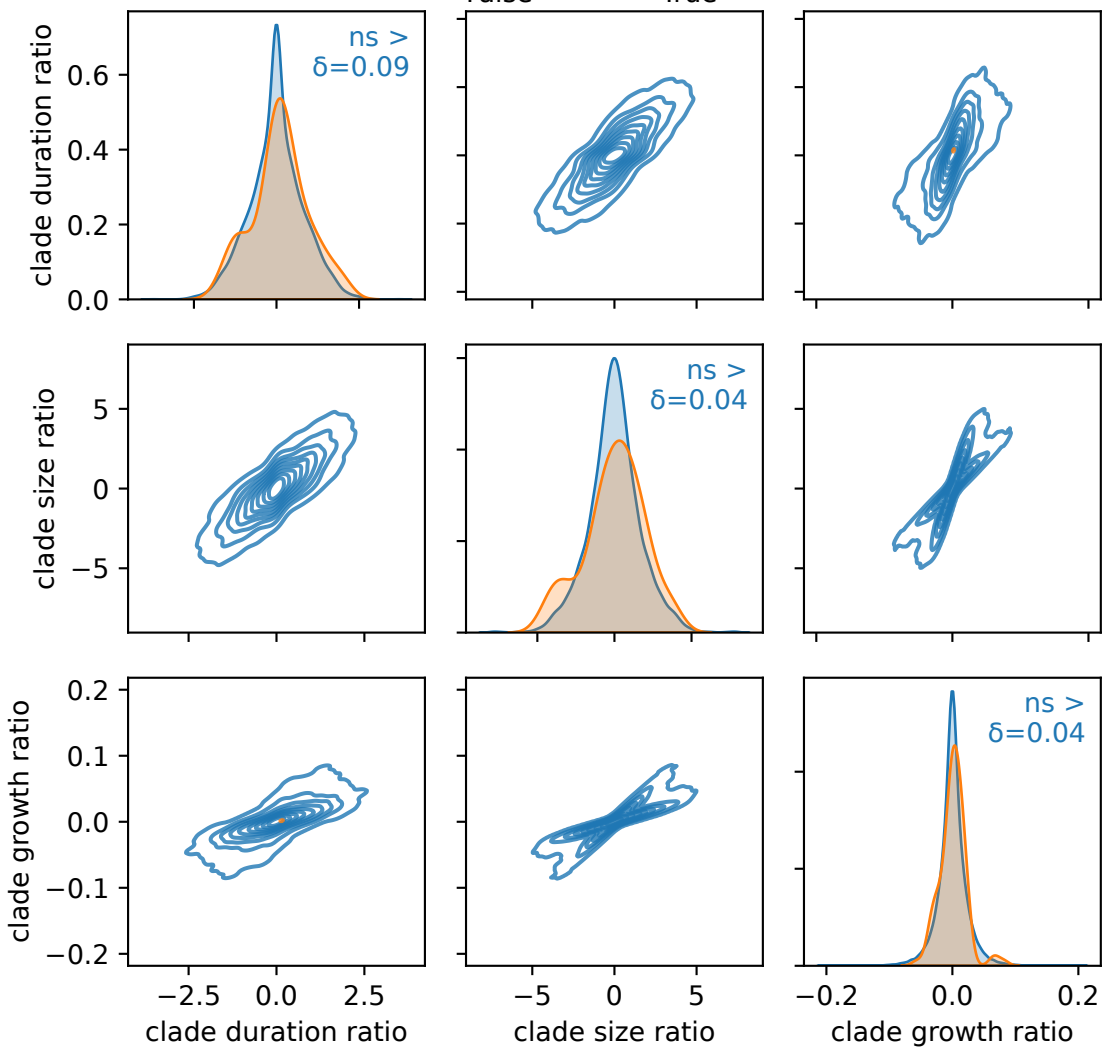 False True
clade duration ratio
0.6
0.4
0.2
0.0
ns >
δ=0.09
clade size ratio
5
0
−5
ns >
δ=0.04
clade growth ratio
0.2
0.1
0.0
−0.1
−0.2
ns >
δ=0.04
−2.5 0.0 2.5
clade duration ratio
−5 0 5
clade size ratio
−0.2 0.0 0.2
clade growth ratio